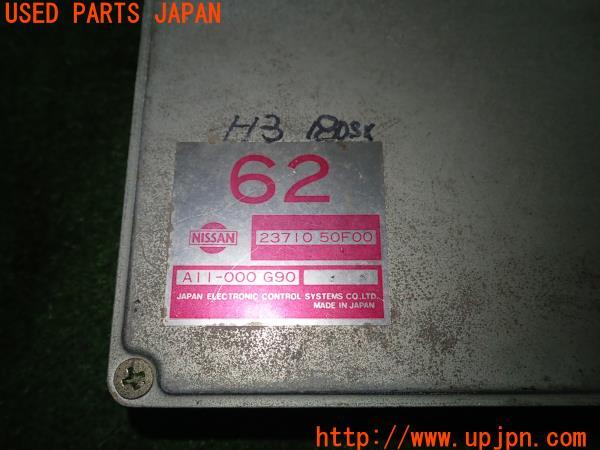 USED PARTS JAPAN
H3 180sx
62
NISSAN
23710 50F00
A11-000 G90
JAPAN ELECTRONIC CONTROL SYSTEMS CO.,LTD.
MADE IN JAPAN
http://www.upjpn.com